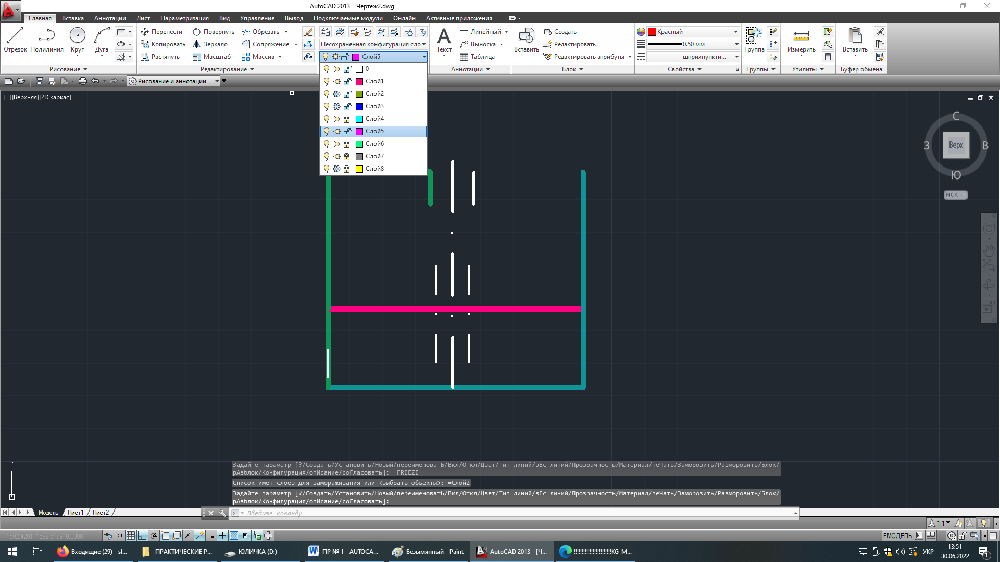 AutoCAD 2013 Чертеж2.dwg
Главная Вставка Аннотации Лист Параметризация Вид Управление Вывод Подключаемые модули Онлайн Активные приложения
Отрезок Полилиния Круг Дуга
Рисование
Перенести Повернуть Обрезать
Копировать Зеркало Сопряжение
Растянуть Масштаб Массив
Редактирование
Несохраненная конфигурация сло
Слой5
0
Слой1
Слой2
Слой3
Слой4
Слой5
Слой6
Слой7
Слой8
A
Текст
Линейный
Выноска
Таблица
Аннотации
Вставить
Создать
Редактировать
Редактировать атрибуты
Блок
Красный
0.50 мм
штрихпункти...
Свойства
Группа
Группы
Измерить
Утилиты
Вставить
Буфер обмена
Рисование и аннотации
[−][Верхняя][2D каркас]
С
З Верх В
Ю
МСК
Y
X
Задайте параметр [?/Создать/Установить/Новый/переименоватЬ/Вкл/Откл/Цвет/Тип линий/вЕс линий/Прозрачность/Материал/пеЧать/Заморозить/Разморозить/Блок/
рАзблок/Конфигурация/опИсание/соГласовать]: _FREEZE
Список имен слоев для замораживания или <выбрать объекты>: =Слой2
Задайте параметр [?/Создать/Установить/Новый/переименоватЬ/Вкл/Откл/Цвет/Тип линий/вЕс линий/Прозрачность/Материал/пеЧать/Заморозить/Разморозить/Блок/
рАзблок/Конфигурация/опИсание/соГласовать]:
Модель Лист1 Лист2
Введите команду
1:1
1502.4201, 1562.5176, 0.0000
РМОДЕЛЬ
Входящие (29) - sl...
ПРАКТИЧЕСКИЕ Р...
ЮЛИЧКА (D:)
ПР № 1 - AUTOCA...
Безымянный - Paint
AutoCAD 2013 - [Ч...
!!!!!!!!!!!!!!!!!!!!!!!!!KG-M...
УКР
13:51
30.06.2022
1